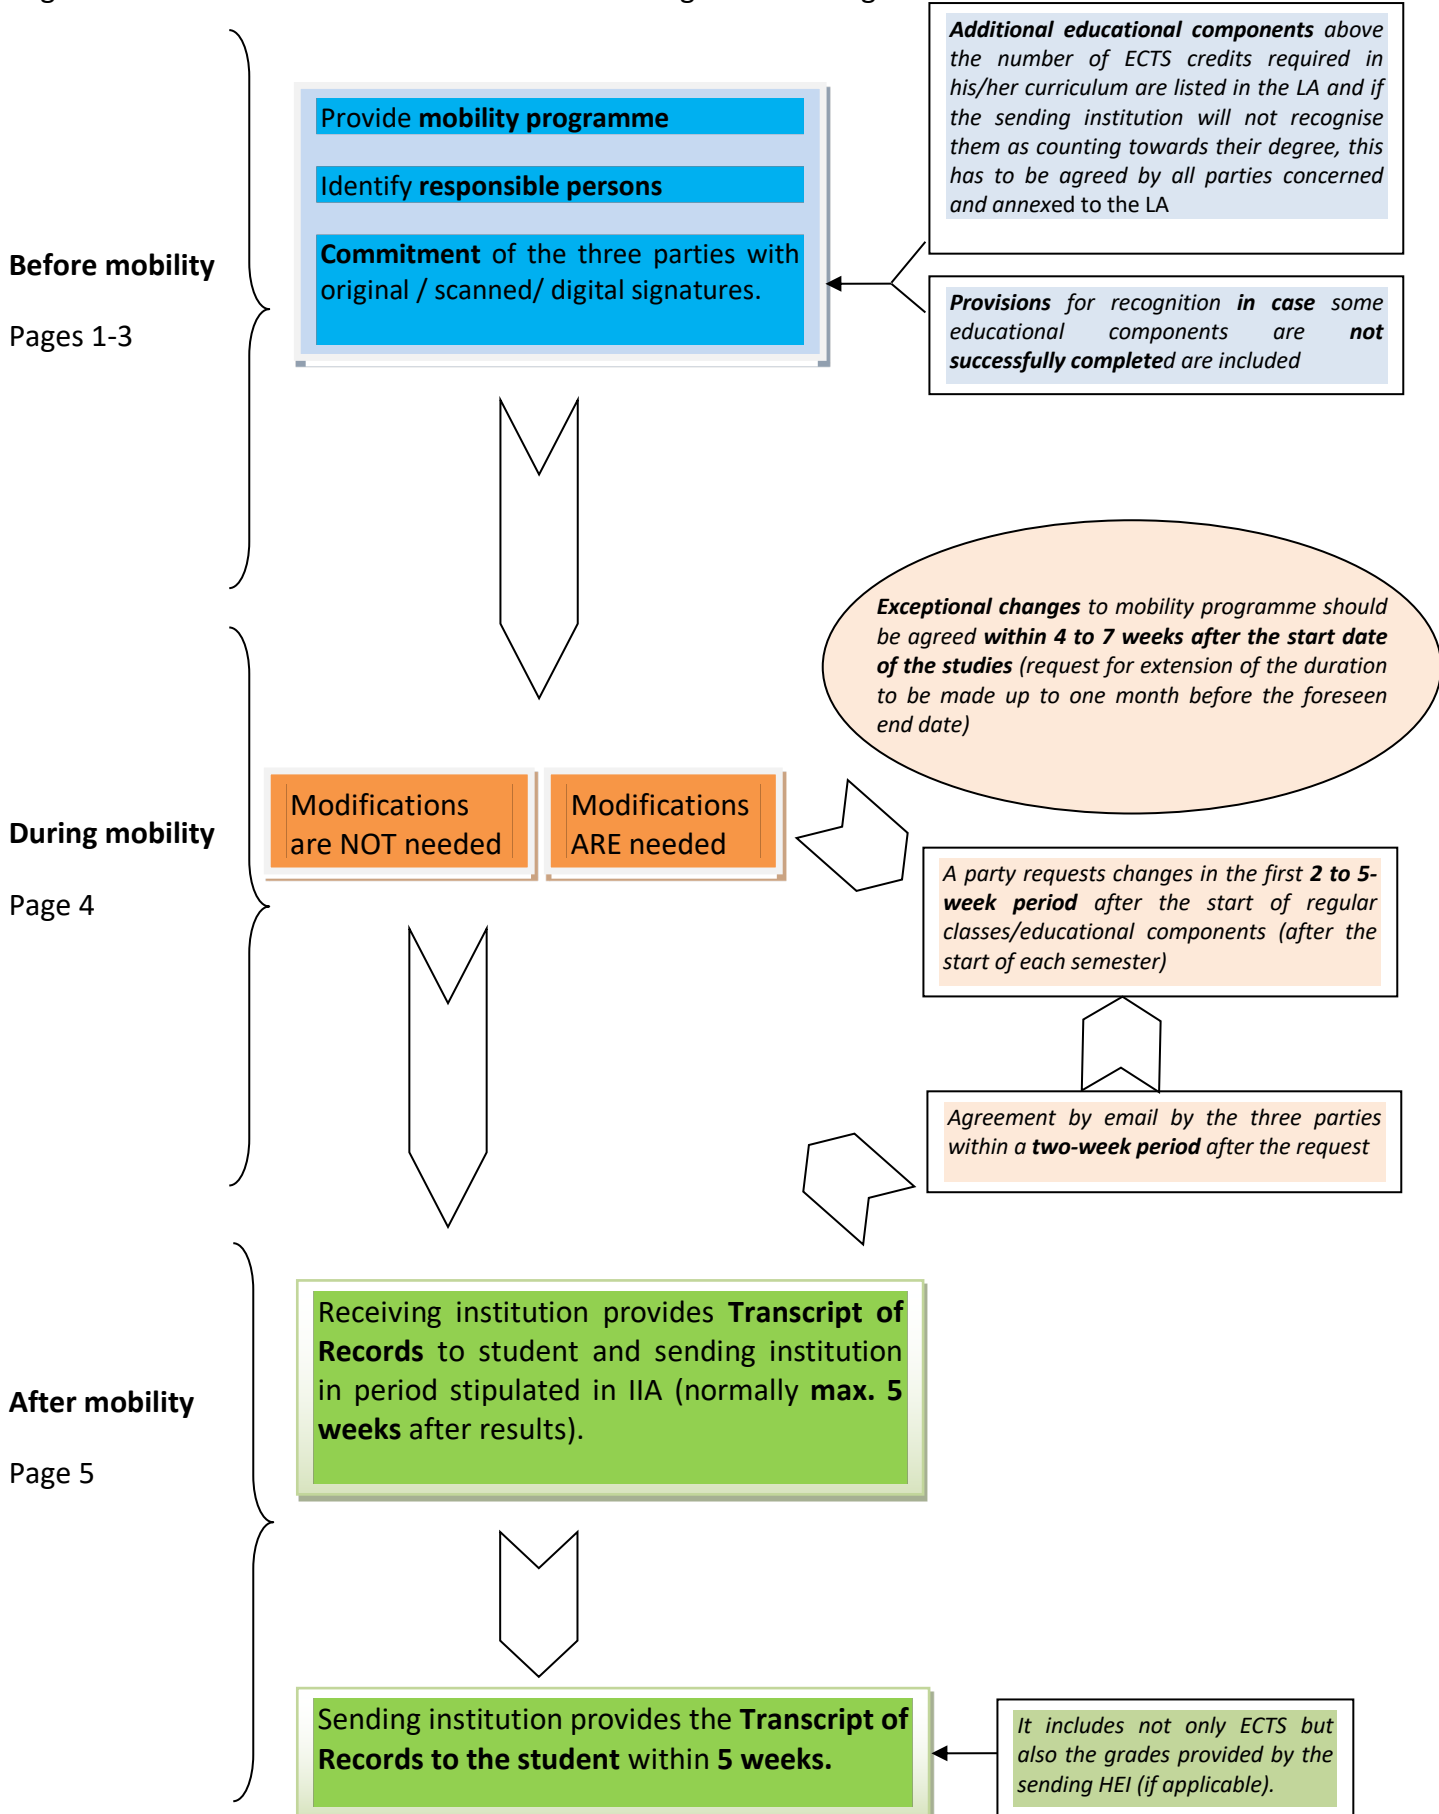 Additional educational components above
the number of ECTS credits required in
his/her curriculum are listed in the LA and if
the sending institution will not recognise
them as counting towards their degree, this
has to be agreed by all parties concerned
and annexed to the LA
Provide mobility programme
Identify responsible persons
Commitment of the three parties with
original / scanned/ digital signatures.
Before mobility
Pages 1-3
Provisions for recognition in case some
educational components are not
successfully completed are included
Exceptional changes to mobility programme should
be agreed within 4 to 7 weeks after the start date
of the studies (request for extension of the duration
to be made up to one month before the foreseen
end date)
During mobility
Page 4
Modifications
are NOT needed
Modifications
ARE needed
A party requests changes in the first 2 to 5-
week period after the start of regular
classes/educational components (after the
start of each semester)
Agreement by email by the three parties
within a two-week period after the request
After mobility
Page 5
Receiving institution provides Transcript of
Records to student and sending institution
in period stipulated in IIA (normally max. 5
weeks after results).
Sending institution provides the Transcript of
Records to the student within 5 weeks.
It includes not only ECTS but
also the grades provided by the
sending HEI (if applicable).